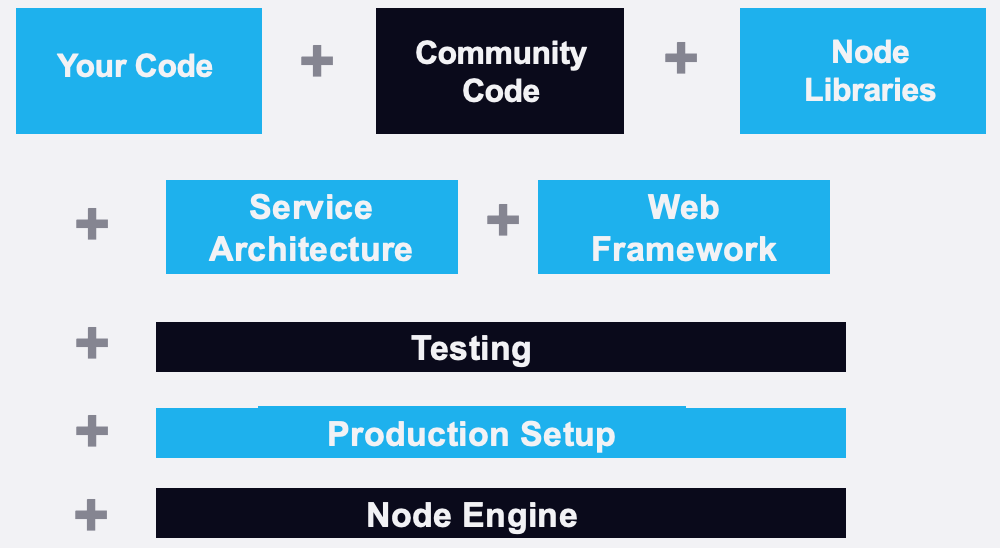 Your Code + Community Code + Node Libraries
+ Service Architecture + Web Framework
+ Testing
+ Production Setup
+ Node Engine